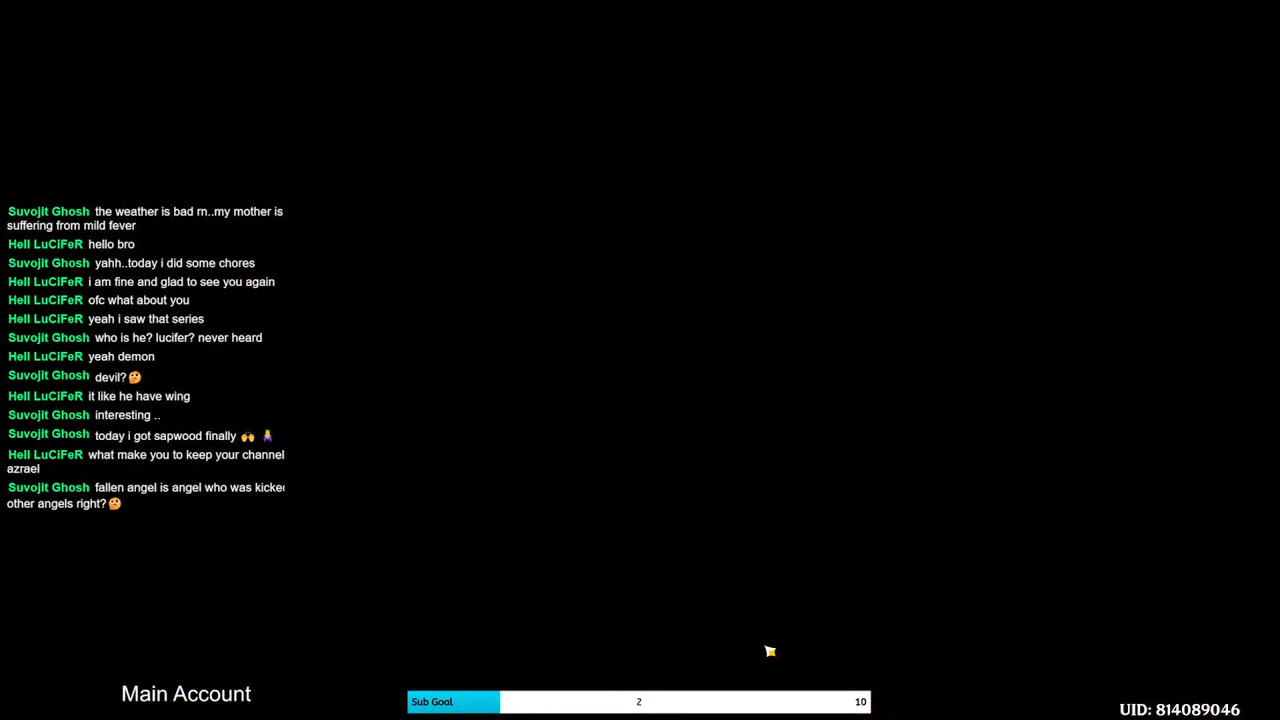 Suvojit Ghosh the weather is bad rn..my mother is
suffering from mild fever
Hell LuCiFeR hello bro
Suvojit Ghosh yahh..today i did some chores
Hell LuCiFeR i am fine and glad to see you again
Hell LuCiFeR ofc what about you
Hell LuCiFeR yeah i saw that series
Suvojit Ghosh who is he? lucifer? never heard
Hell LuCiFeR yeah demon
Suvojit Ghosh devil?🤔
Hell LuCiFeR it like he have wing
Suvojit Ghosh interesting ..
Suvojit Ghosh today i got sapwood finally 🙌
Hell LuCiFeR what make you to keep your channel
azrael
Suvojit Ghosh fallen angel is angel who was
other angels right?🤔
Main Account
Sub Goal 2 10
UID: 814089046